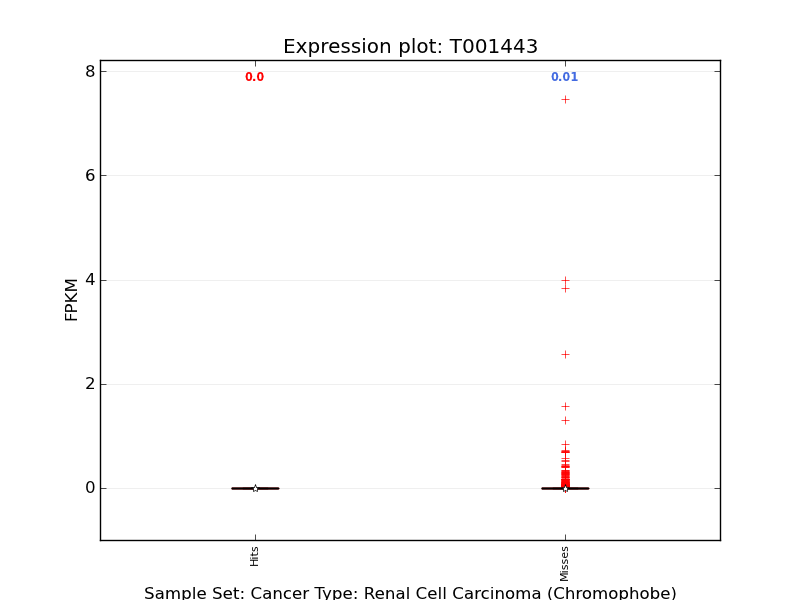 Expression plot: T001443
8
0.0
0.01
6
4
FPKM
2
0
Hits
Misses
Sample Set: Cancer Type: Renal Cell Carcinoma (Chromophobe)